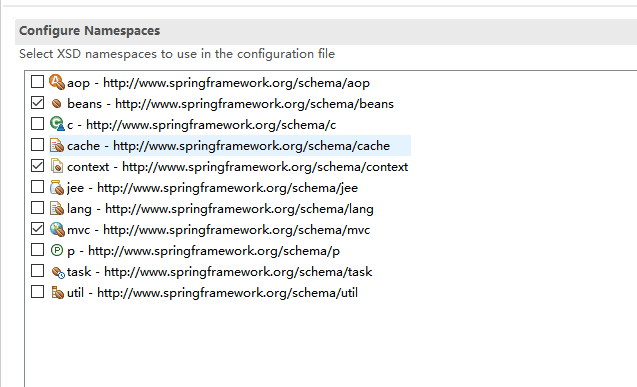 Configure Namespaces
Select XSD namespaces to use in the configuration file
aop - http://www.springframework.org/schema/aop
beans - http://www.springframework.org/schema/beans
c - http://www.springframework.org/schema/c
cache - http://www.springframework.org/schema/cache
context - http://www.springframework.org/schema/context
jee - http://www.springframework.org/schema/jee
lang - http://www.springframework.org/schema/lang
mvc - http://www.springframework.org/schema/mvc
p - http://www.springframework.org/schema/p
task - http://www.springframework.org/schema/task
util - http://www.springframework.org/schema/util